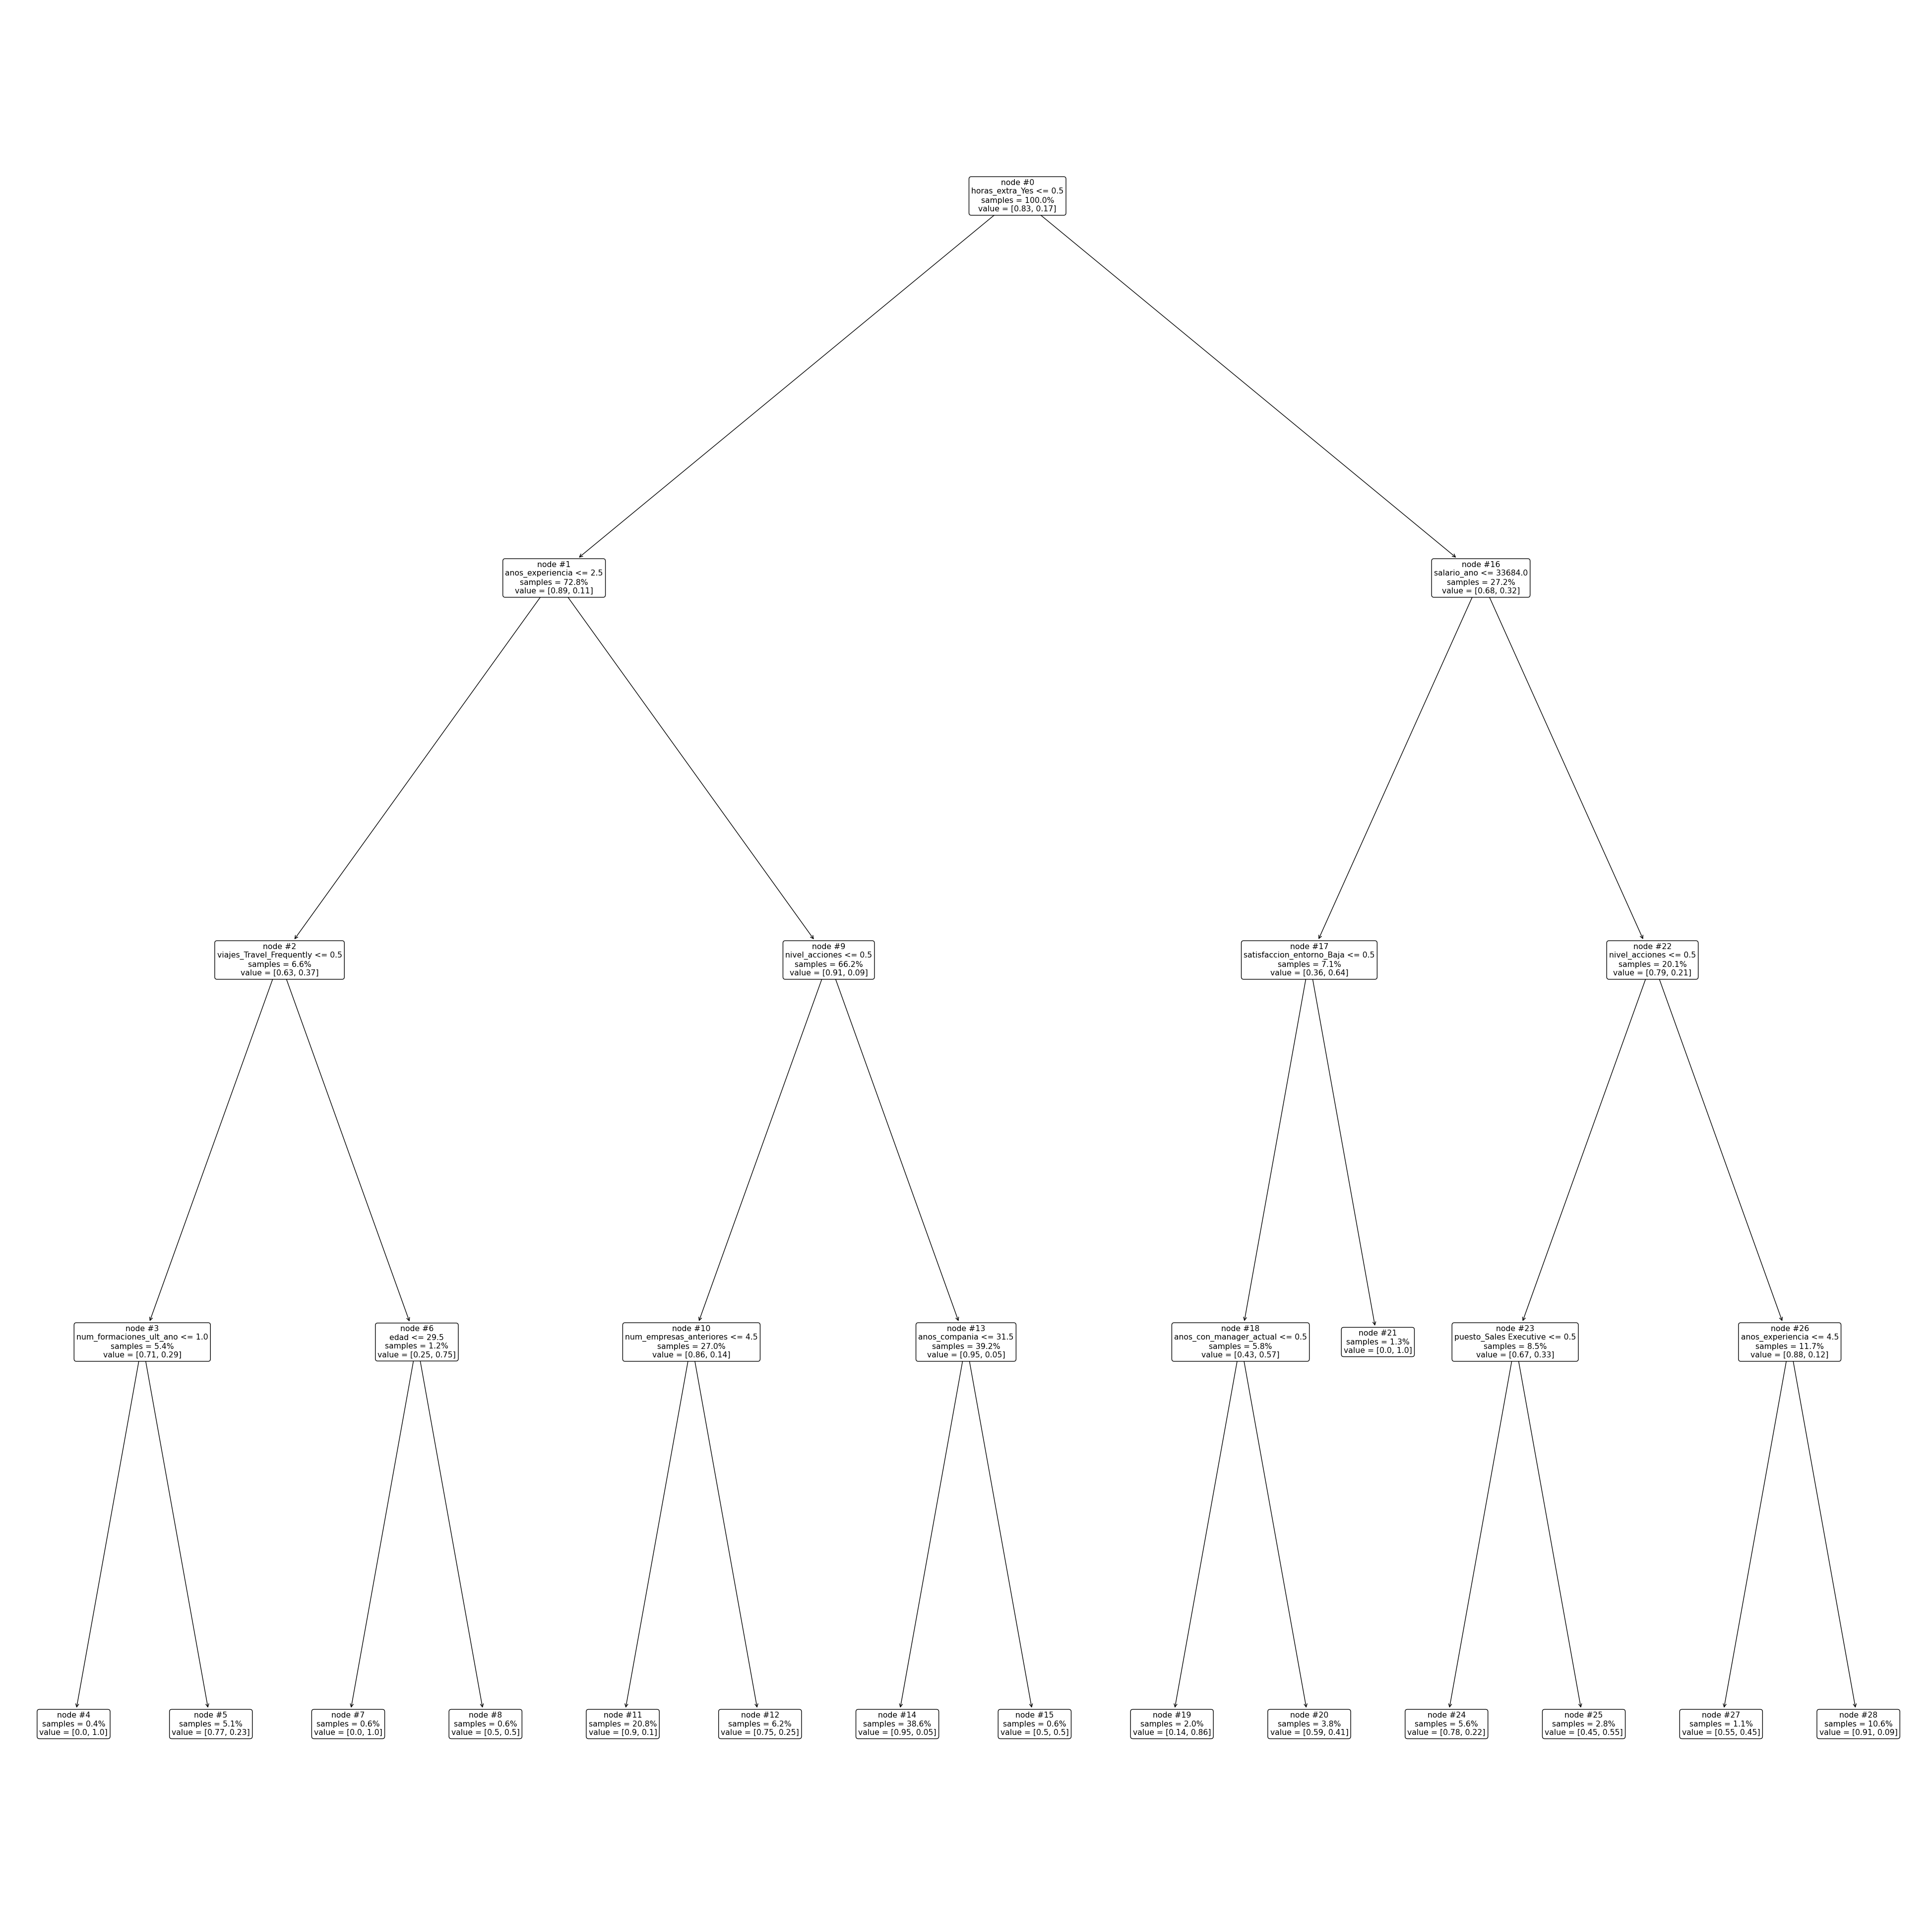 node #0
horas_extra_Yes <= 0.5
samples = 100.0%
value = [0.83, 0.17]
node #1
anos_experiencia <= 2.5
samples = 72.8%
value = [0.89, 0.11]
node #16
salario_ano <= 33684.0
samples = 27.2%
value = [0.68, 0.32]
node #2
viajes_Travel_Frequently <= 0.5
samples = 6.6%
value = [0.63, 0.37]
node #9
nivel_acciones <= 0.5
samples = 66.2%
value = [0.91, 0.09]
node #17
satisfaccion_entorno_Baja <= 0.5
samples = 7.1%
value = [0.36, 0.64]
node #22
nivel_acciones <= 0.5
samples = 20.1%
value = [0.79, 0.21]
node #3
num_formaciones_ult_ano <= 1.0
samples = 5.4%
value = [0.71, 0.29]
node #6
edad <= 29.5
samples = 1.2%
value = [0.25, 0.75]
node #10
num_empresas_anteriores <= 4.5
samples = 27.0%
value = [0.86, 0.14]
node #13
anos_compania <= 31.5
samples = 39.2%
value = [0.95, 0.05]
node #18
anos_con_manager_actual <= 0.5
samples = 5.8%
value = [0.43, 0.57]
node #21
samples = 1.3%
value = [0.0, 1.0]
node #23
puesto_Sales Executive <= 0.5
samples = 8.5%
value = [0.67, 0.33]
node #26
anos_experiencia <= 4.5
samples = 11.7%
value = [0.88, 0.12]
node #4
samples = 0.4%
value = [0.0, 1.0]
node #5
samples = 5.1%
value = [0.77, 0.23]
node #7
samples = 0.6%
value = [0.0, 1.0]
node #8
samples = 0.6%
value = [0.5, 0.5]
node #11
samples = 20.8%
value = [0.9, 0.1]
node #12
samples = 6.2%
value = [0.75, 0.25]
node #14
samples = 38.6%
value = [0.95, 0.05]
node #15
samples = 0.6%
value = [0.5, 0.5]
node #19
samples = 2.0%
value = [0.14, 0.86]
node #20
samples = 3.8%
value = [0.59, 0.41]
node #24
samples = 5.6%
value = [0.78, 0.22]
node #25
samples = 2.8%
value = [0.45, 0.55]
node #27
samples = 1.1%
value = [0.55, 0.45]
node #28
samples = 10.6%
value = [0.91, 0.09]